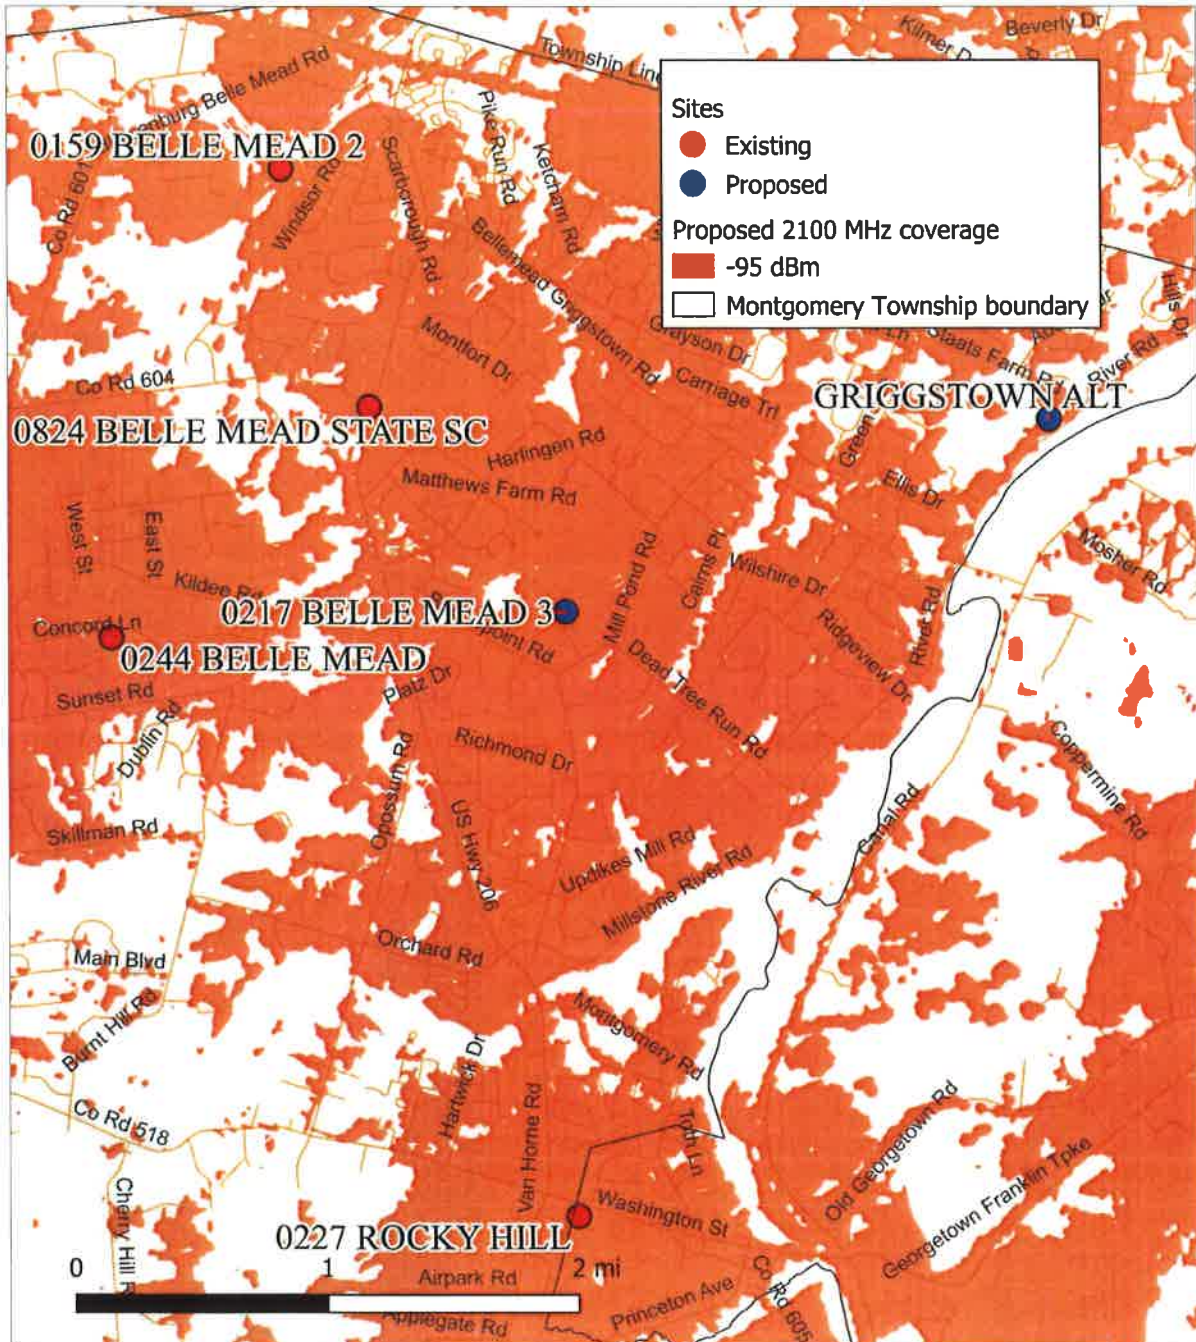 Beverly Dr
Township Line
Belle Mead Rd
Sites
Existing
Proposed
Proposed 2100 MHz coverage
-95 dBm
Montgomery Township boundary
0159 BELLE MEAD 2
Pike Run Rd
Scarborough Rd
Ketcham Rd
Windsor Rd
Co Rd 601
Bellemead Griggstown Rd
Hills Dr
River Rd
Staats Farm Rd
Grayson Dr
Montfort Dr
Carriage Trl
Co Rd 604
GRIGGSTOWN ALT
0824 BELLE MEAD STATE SC
Green
Harlingen Rd
Matthews Farm Rd
Ellis Dr
West St
East St
Mosher Rd
Kildee Rd
Mill Pond Rd
Cairns Pl
Wilshire Dr
0217 BELLE MEAD 3
point Rd
Concord Ln
0244 BELLE MEAD
Ridgeview Dr
River Rd
Sunset Rd
Platz Dr
Dead Tree Run Rd
Dublin Rd
Richmond Dr
Opossum Rd
Coppermine Rd
Skillman Rd
US Hwy 206
Updikes Mill Rd
Canal Rd
Millstone River Rd
Main Blvd
Orchard Rd
Burnt Hill Rd
Montgomery Rd
Hartwick Dr
Co Rd 518
Van Horne Rd
Toth Ln
Old Georgetown Rd
Cherry Hill R
Washington St
Georgetown Franklin Tpke
0227 ROCKY HILL
0 1 2 mi
Airpark Rd
Princeton Ave
Co Rd 605
Applegate Rd